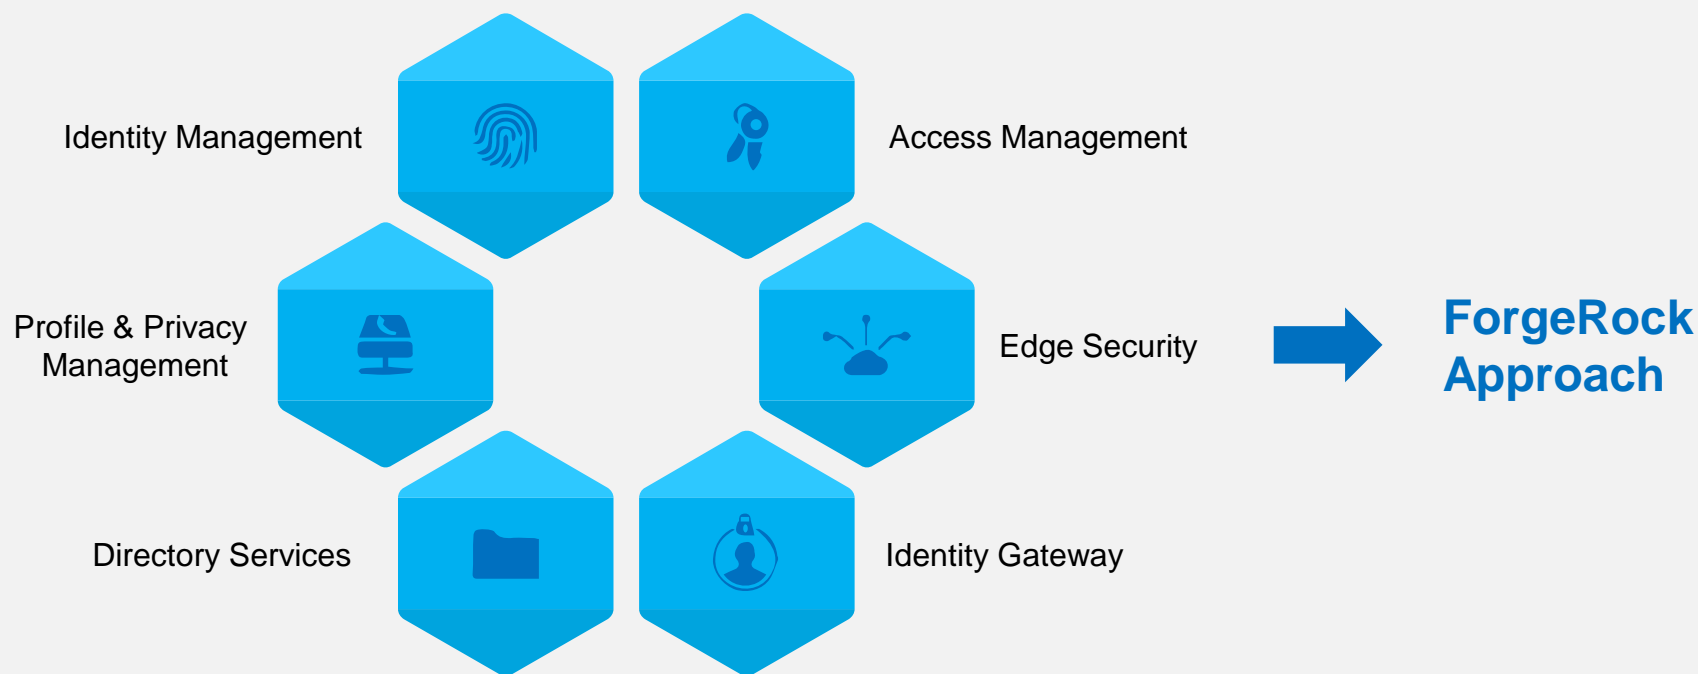 Identity Management
Access Management
Profile & Privacy
Management
Edge Security
ForgeRock
Approach
Directory Services
Identity Gateway